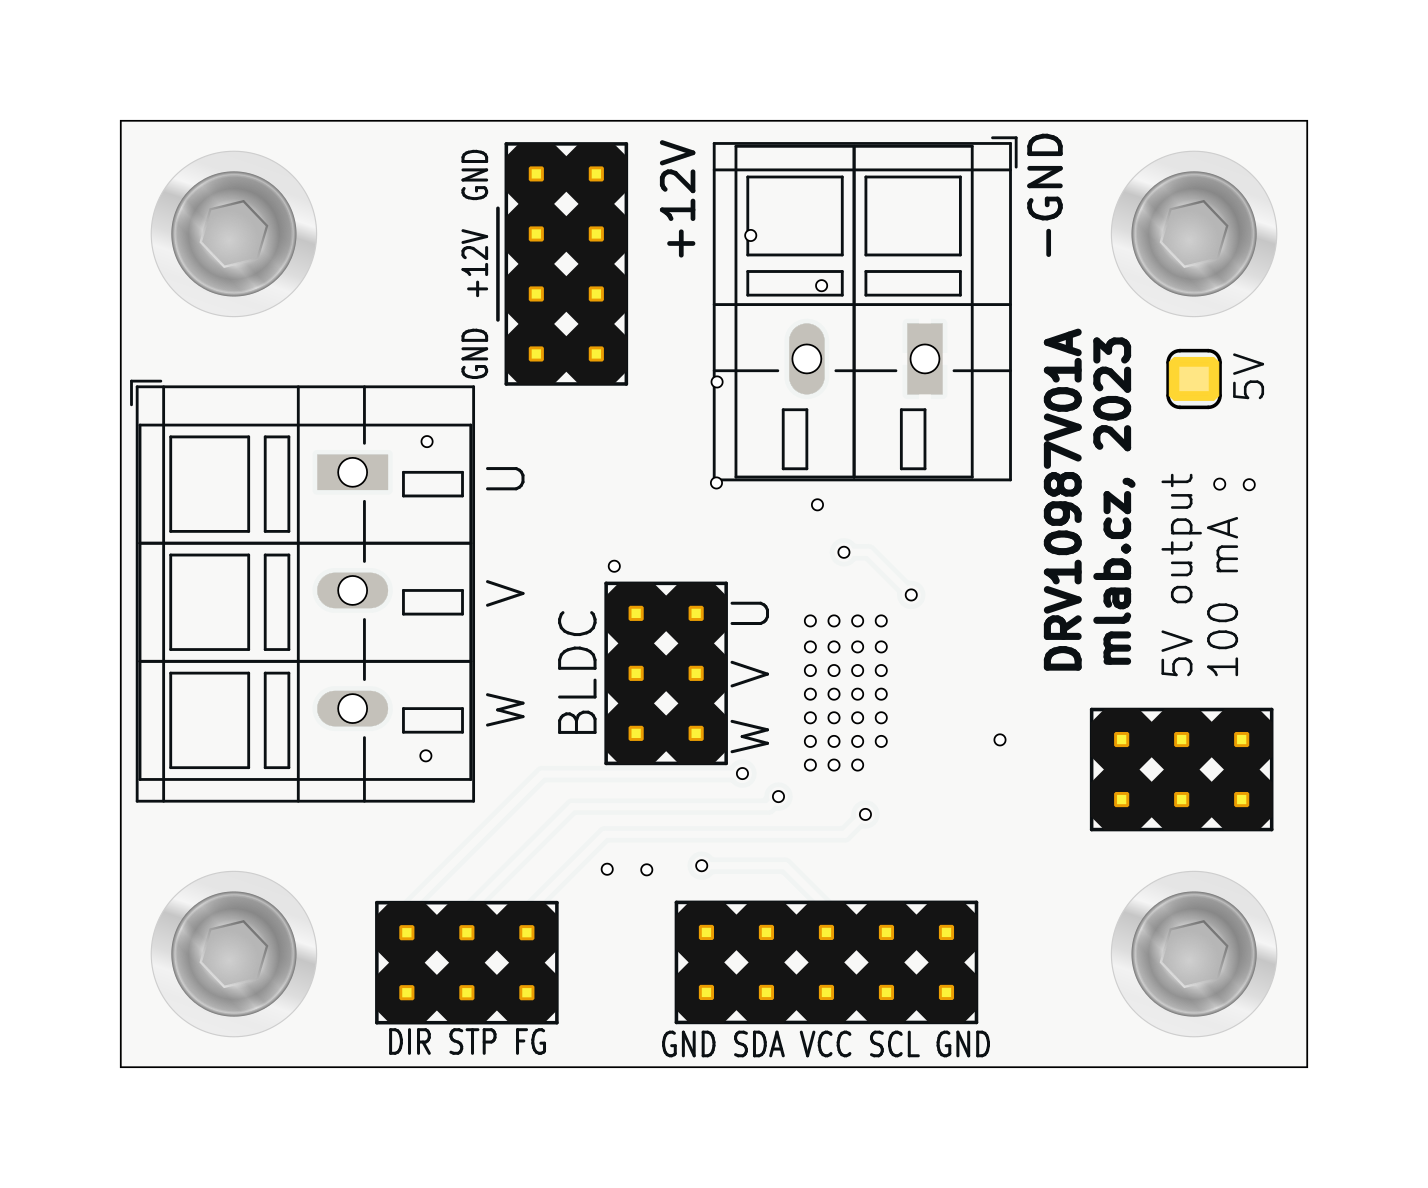 GND
+12V
GND
+12V
-GND
DRV10987V01A
mlab.cz, 2023
5V
5V output
100 mA
U
V
W
BLDC
U
V
W
DIR STP FG
GND SDA VCC SCL GND